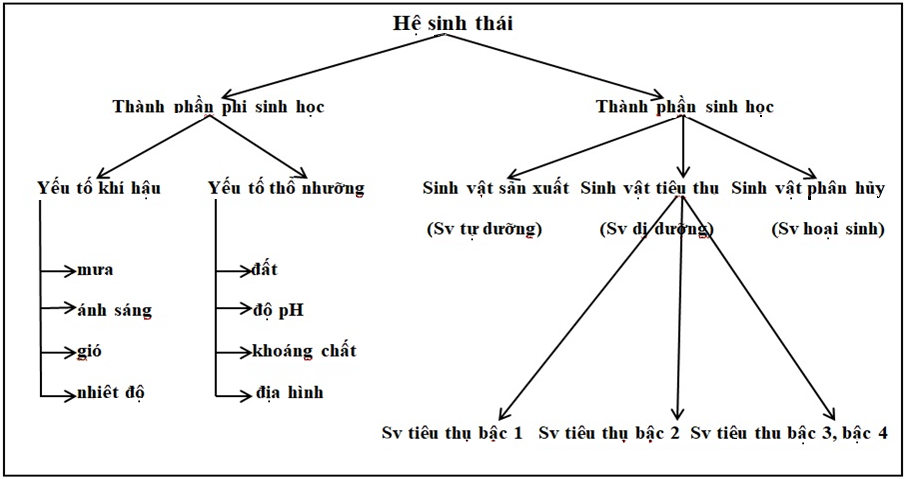 Hệ sinh thái
Thành phần phi sinh học Thành phần sinh học
Yếu tố khí hậu Yếu tố thổ nhưỡng Sinh vật sản xuất Sinh vật tiêu thu Sinh vật phân hủy
(Sv tự dưỡng) (Sv dị dưỡng) (Sv hoại sinh)
mưa đất
ánh sáng độ pH
gió khoáng chất
nhiêt độ địa hình
Sv tiêu thụ bậc 1 Sv tiêu thụ bậc 2 Sv tiêu thu bậc 3, bậc 4